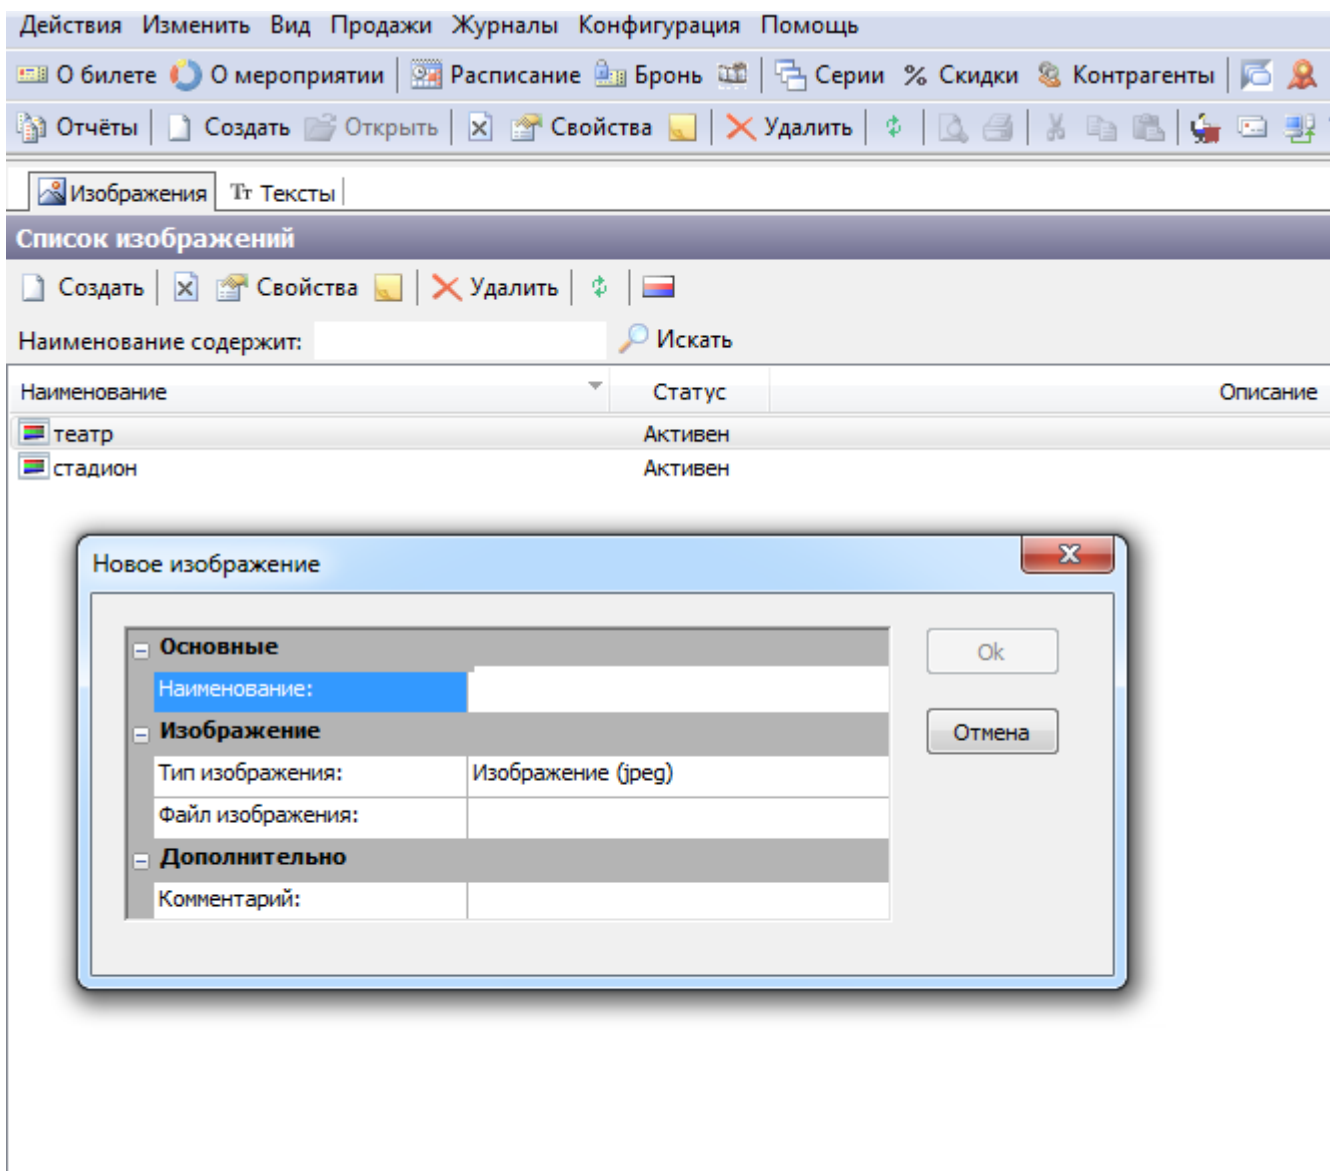 Действия Изменить Вид Продажи Журналы Конфигурация Помощь
О билете О мероприятии Расписание Бронь Серии % Скидки Контрагенты
Отчёты Создать Открыть Свойства Удалить
Изображения Тт Тексты
Список изображений
Создать Свойства Удалить
Наименование содержит: Искать
Наименование Статус Описание
театр Активен
стадион Активен
Новое изображение
Основные
Ok
Наименование:
Изображение
Отмена
Тип изображения: Изображение (jpeg)
Файл изображения:
Дополнительно
Комментарий: